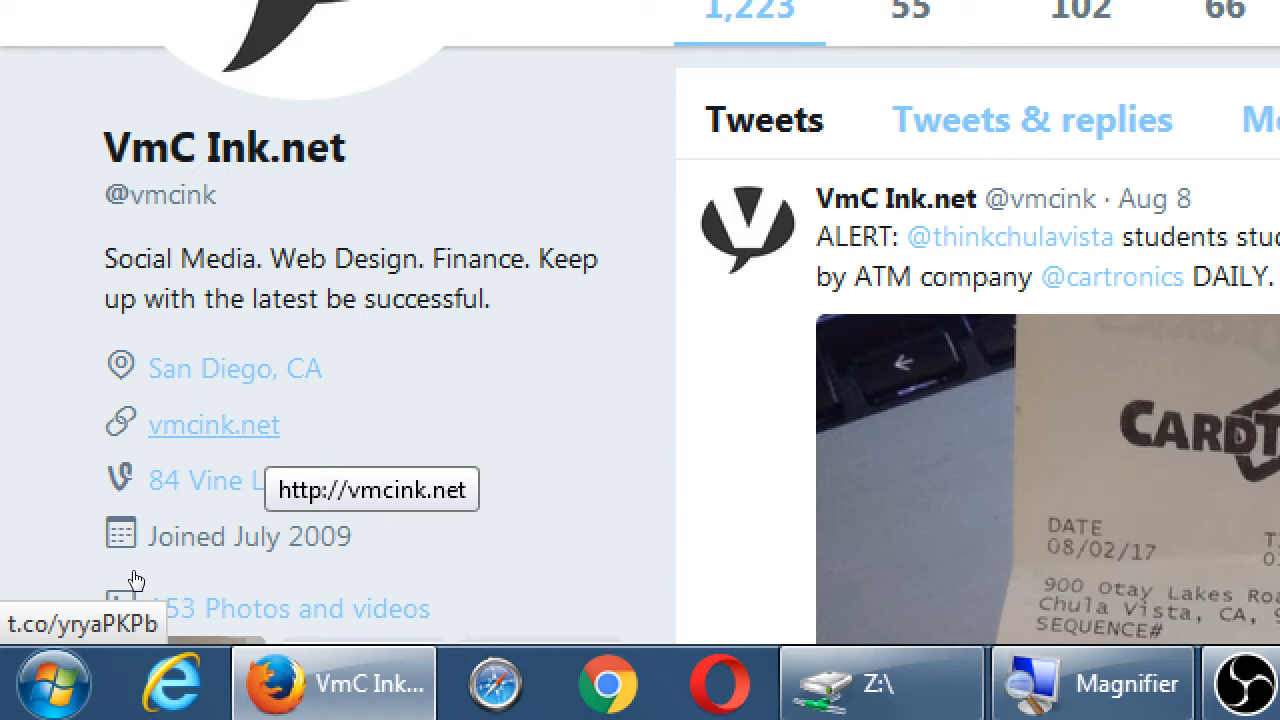 1,223 55 102 66
VmC Ink.net
@vmcink
Social Media. Web Design. Finance. Keep
up with the latest be successful.
San Diego, CA
vmcink.net
84 Vine
http://vmcink.net
Joined July 2009
153 Photos and videos
t.co/yryaPKPb
Tweets Tweets & replies
VmC Ink.net @vmcink · Aug 8
ALERT: @thinkchulavista students
by ATM company @cartronics DAILY.
DATE
08/02/17
900 Otay Lakes
Chula Vista, CA,
SEQUENCE#
VmC Ink...
Z:\
Magnifier